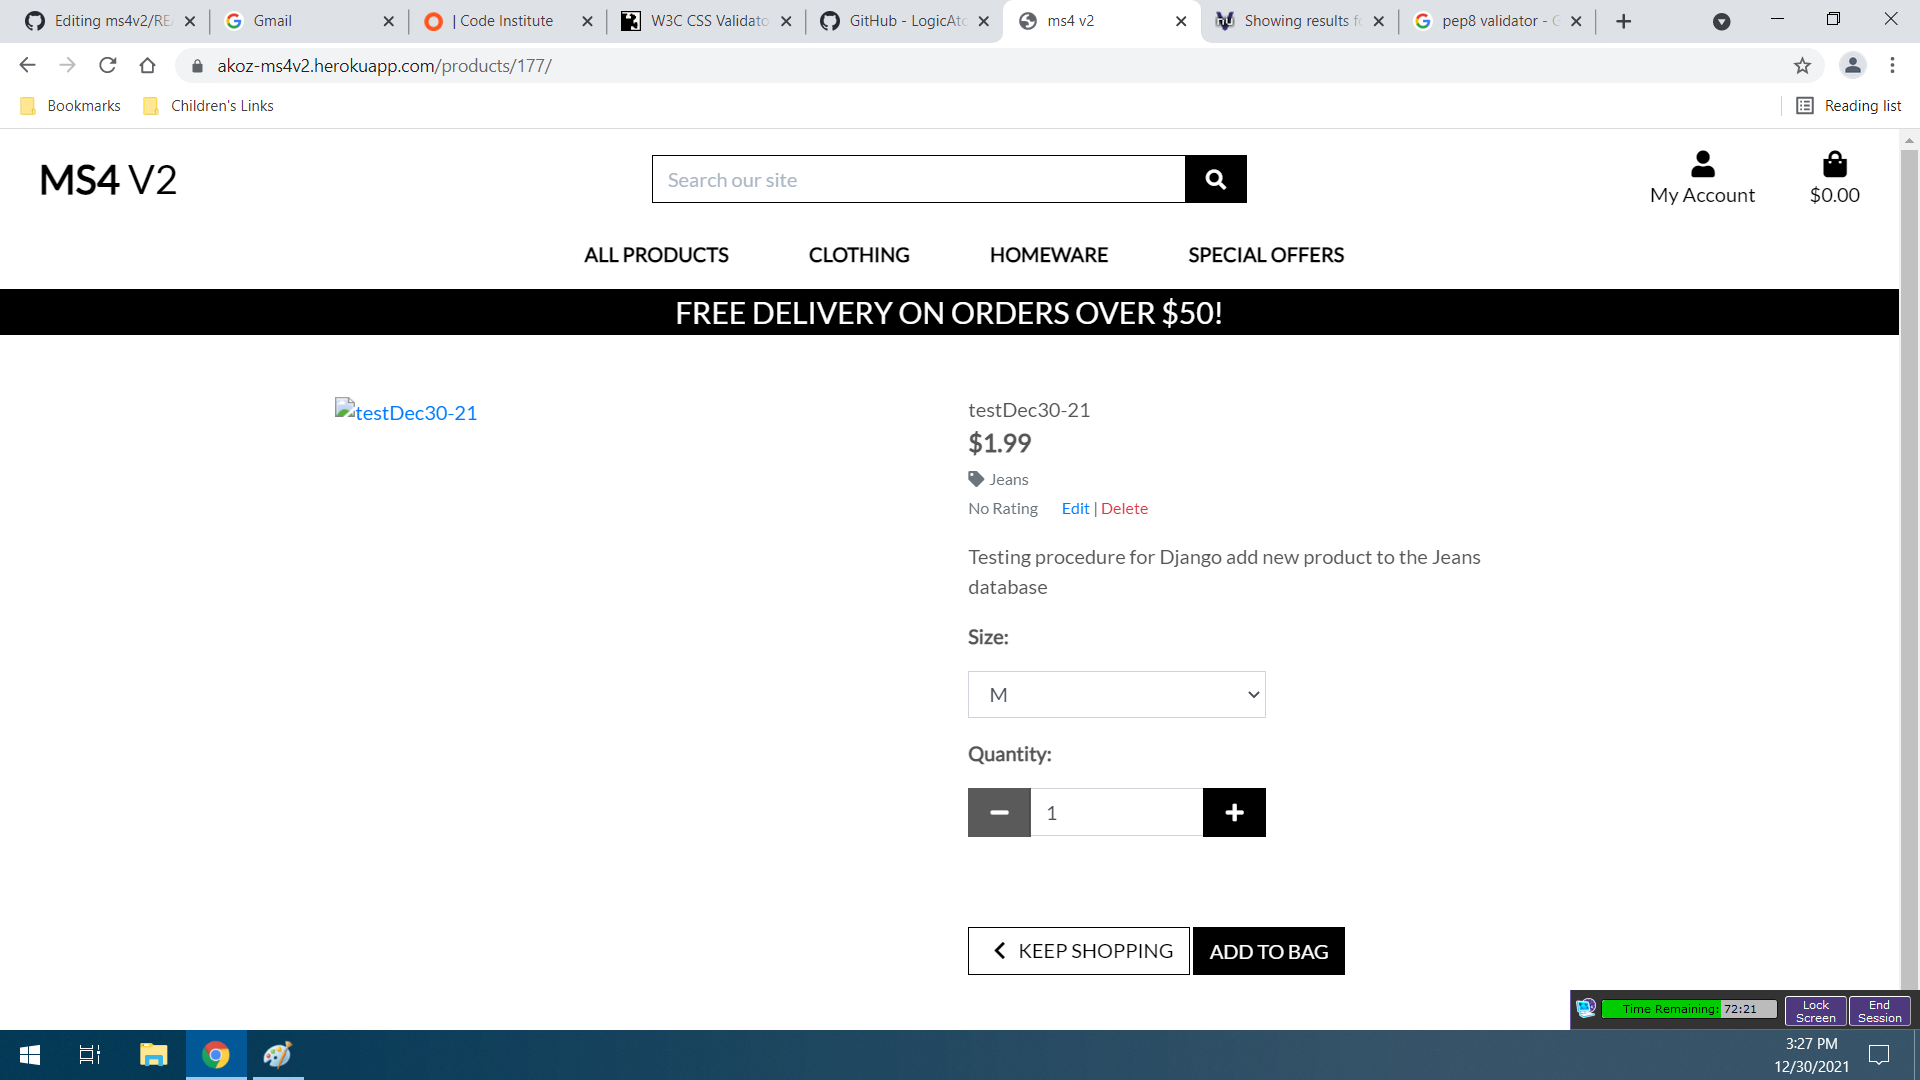 Editing ms4v2/RE
Gmail
| Code Institute
W3C CSS Validato
GitHub - LogicAto
ms4 v2
Showing results fo
pep8 validator - G
akoz-ms4v2.herokuapp.com/products/177/
Bookmarks
Children's Links
Reading list
MS4 V2
Search our site
My Account
$0.00
ALL PRODUCTS
CLOTHING
HOMEWARE
SPECIAL OFFERS
FREE DELIVERY ON ORDERS OVER $50!
testDec30-21
testDec30-21
$1.99
Jeans
No Rating
Edit | Delete
Testing procedure for Django add new product to the Jeans
database
Size:
M
Quantity:
1
KEEP SHOPPING
ADD TO BAG
Time Remaining: 72:21
Lock
Screen
End
Session
3:27 PM
12/30/2021